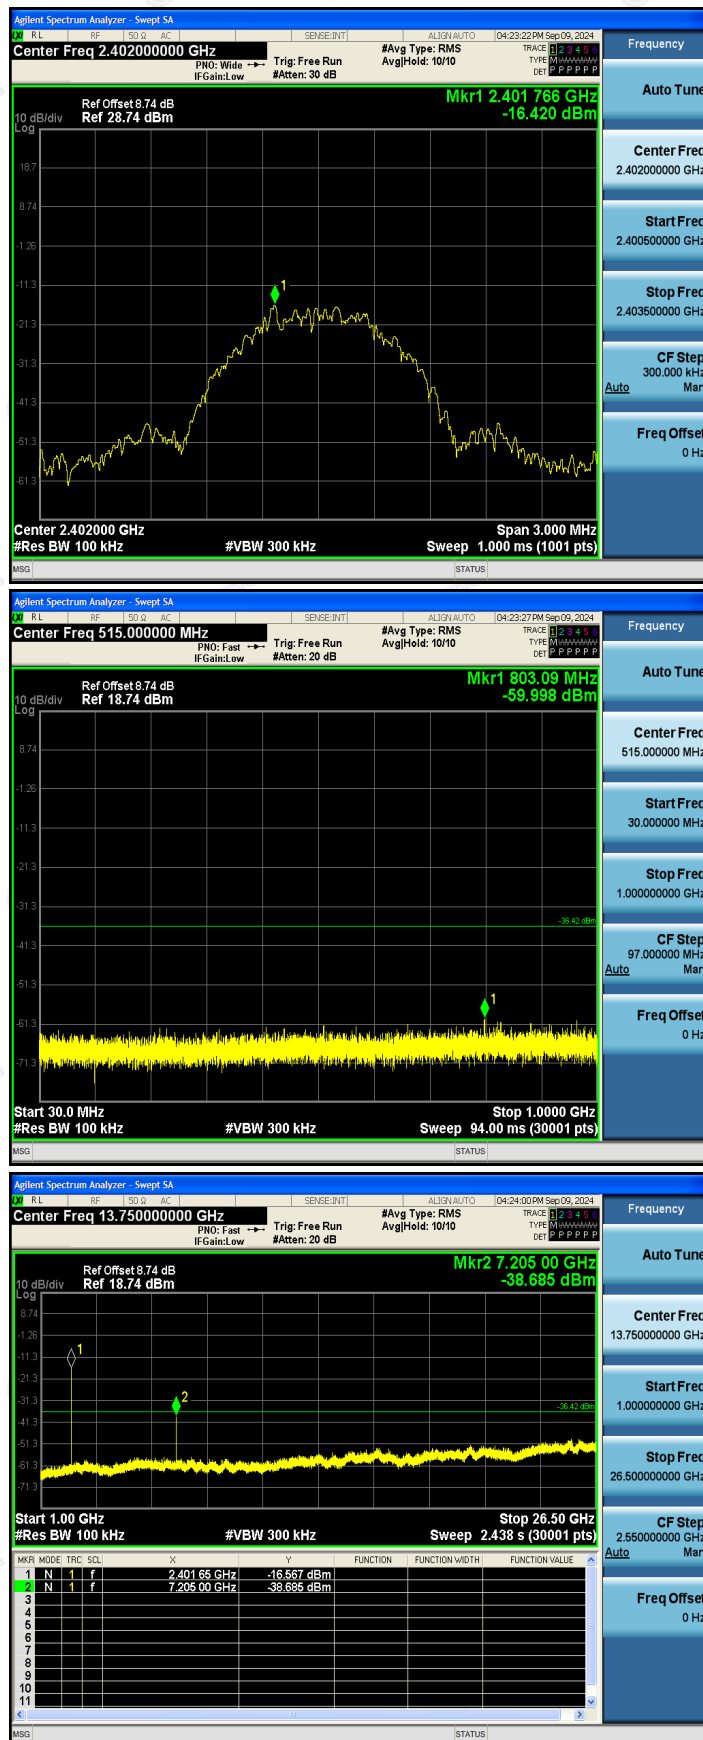 Agilent Spectrum Analyzer - Swept SA
LXI RL RF 50 Ω AC SENSE:INT ALIGN AUTO 04:23:22 PM Sep 09, 2024
Center Freq 2.402000000 GHz #Avg Type: RMS TRACE 1 2 3 4 5 6
PNO: Wide Trig: Free Run Avg|Hold: 10/10 TYPE MWWWWW
IFGain:Low #Atten: 30 dB DET P P P P P P
Ref Offset 8.74 dB Mkr1 2.401 766 GHz
10 dB/div Ref 28.74 dBm -16.420 dBm
Log
18.7
8.74
-1.26
-11.3
1
-21.3
-31.3
-41.3
-51.3
-61.3
Center 2.402000 GHz Span 3.000 MHz
#Res BW 100 kHz #VBW 300 kHz Sweep 1.000 ms (1001 pts)
MSG STATUS
Frequency
Auto Tune
Center Freq
2.402000000 GHz
Start Freq
2.400500000 GHz
Stop Freq
2.403500000 GHz
CF Step
300.000 kHz
Auto Man
Freq Offset
0 Hz
Agilent Spectrum Analyzer - Swept SA
LXI RL RF 50 Ω AC SENSE:INT ALIGN AUTO 04:23:27 PM Sep 09, 2024
Center Freq 515.000000 MHz #Avg Type: RMS TRACE 1 2 3 4 5 6
PNO: Fast Trig: Free Run Avg|Hold: 10/10 TYPE MWWWWW
IFGain:Low #Atten: 20 dB DET P P P P P P
Ref Offset 8.74 dB Mkr1 803.09 MHz
10 dB/div Ref 18.74 dBm -59.998 dBm
Log
8.74
-1.26
-11.3
-21.3
-31.3
-36.42 dBm
-41.3
-51.3
1
-61.3
-71.3
Start 30.0 MHz Stop 1.0000 GHz
#Res BW 100 kHz #VBW 300 kHz Sweep 94.00 ms (30001 pts)
MSG STATUS
Frequency
Auto Tune
Center Freq
515.000000 MHz
Start Freq
30.000000 MHz
Stop Freq
1.000000000 GHz
CF Step
97.000000 MHz
Auto Man
Freq Offset
0 Hz
Agilent Spectrum Analyzer - Swept SA
LXI RL RF 50 Ω AC SENSE:INT ALIGN AUTO 04:24:00 PM Sep 09, 2024
Center Freq 13.750000000 GHz #Avg Type: RMS TRACE 1 2 3 4 5 6
PNO: Fast Trig: Free Run Avg|Hold: 10/10 TYPE MWWWWW
IFGain:Low #Atten: 20 dB DET P P P P P P
Ref Offset 8.74 dB Mkr2 7.205 00 GHz
10 dB/div Ref 18.74 dBm -38.685 dBm
Log
8.74
-1.26
-11.3 1
-21.3
-31.3 2
-36.42 dBm
-41.3
-51.3
-61.3
-71.3
Start 1.00 GHz Stop 26.50 GHz
#Res BW 100 kHz #VBW 300 kHz Sweep 2.438 s (30001 pts)
MKR MODE TRC SCL X Y FUNCTION FUNCTION WIDTH FUNCTION VALUE
1 N 1 f 2.401 65 GHz -16.567 dBm
2 N 1 f 7.205 00 GHz -38.685 dBm
3
4
5
6
7
8
9
10
11
MSG STATUS
Frequency
Auto Tune
Center Freq
13.750000000 GHz
Start Freq
1.000000000 GHz
Stop Freq
26.500000000 GHz
CF Step
2.550000000 GHz
Auto Man
Freq Offset
0 Hz